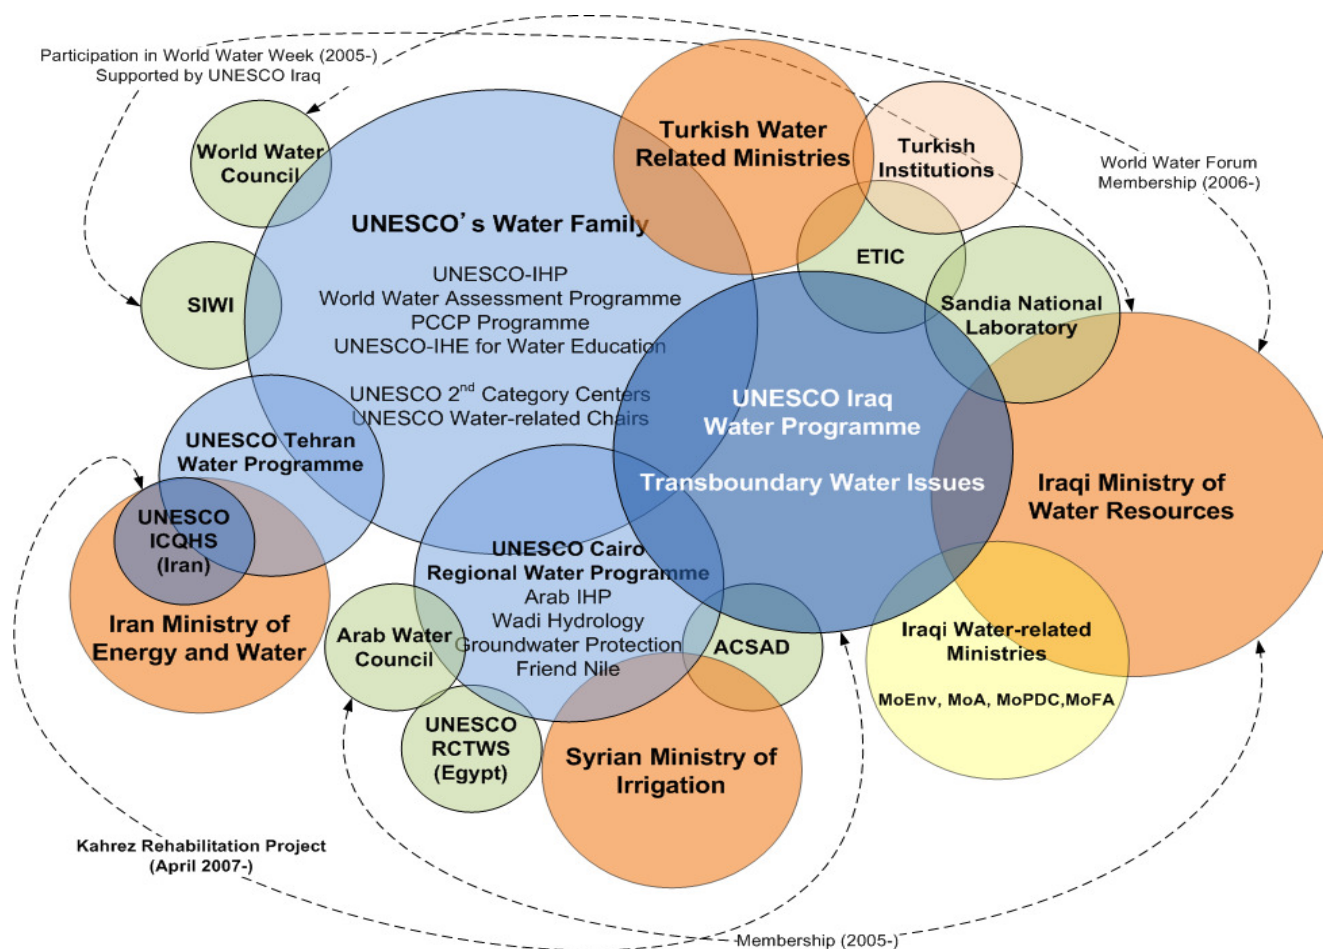 Participation in World Water Week (2005-)
Supported by UNESCO Iraq
World Water
Council
SIWI
UNESCO's Water Family
UNESCO-IHP
World Water Assessment Programme
PCCP Programme
UNESCO-IHE for Water Education
UNESCO 2nd Category Centers
UNESCO Water-related Chairs
Turkish Water
Related Ministries
Turkish
Institutions
ETIC
Sandia National
Laboratory
World Water Forum
Membership (2006-)
UNESCO Iraq
Water Programme
Transboundary Water Issues
Iraqi Ministry of
Water Resources
UNESCO Tehran
Water Programme
UNESCO
ICQHS
(Iran)
Iran Ministry of
Energy and Water
UNESCO Cairo
Regional Water Programme
Arab IHP
Wadi Hydrology
Groundwater Protection
Friend Nile
Arab Water
Council
ACSAD
Iraqi Water-related
Ministries
MoEnv, MoA, MoPDC,MoFA
UNESCO
RCTWS
(Egypt)
Syrian Ministry of
Irrigation
Kahrez Rehabilitation Project
(April 2007-)
Membership (2005-)